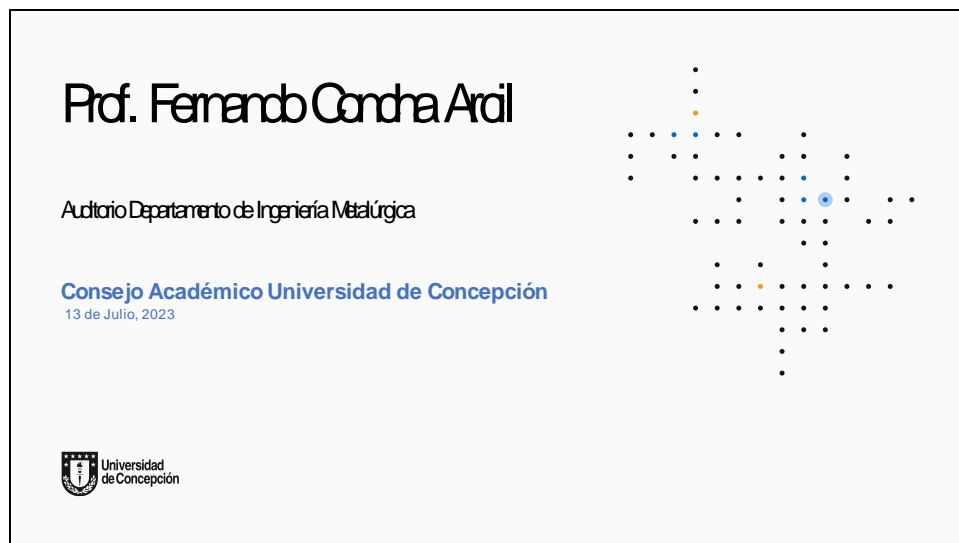 Prof. Fernando Concha Arcil
Auditorio Departamento de Ingeniería Metalúrgica
Consejo Académico Universidad de Concepción
13 de Julio, 2023
Universidad
de Concepción